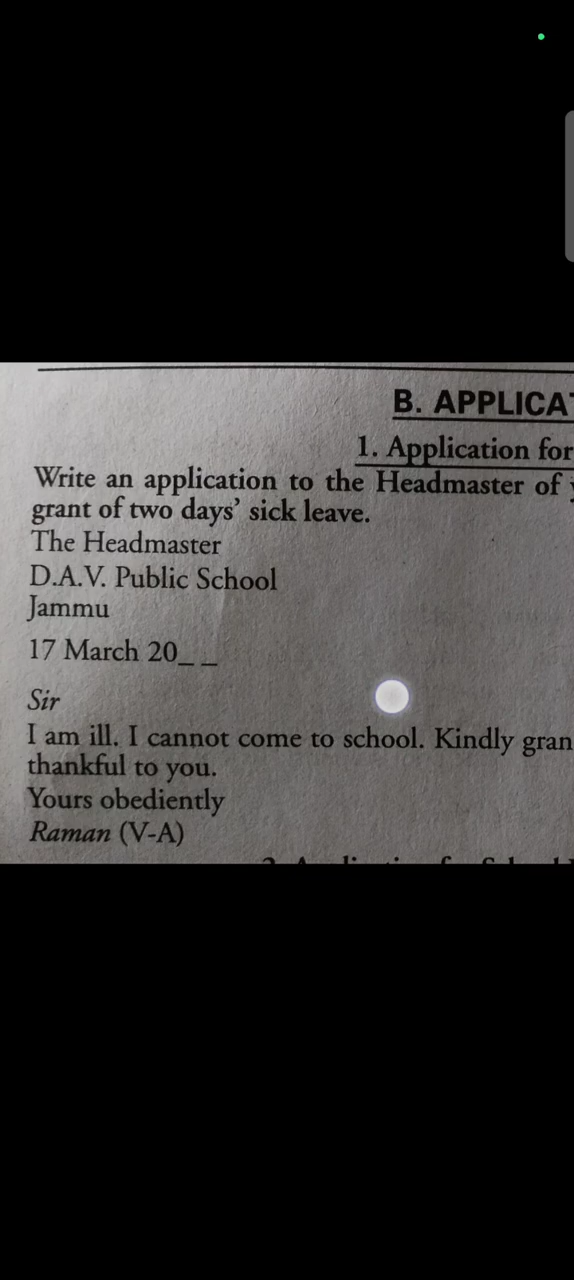 B. APPLICA
1. Application for
Write an application to the Headmaster of
grant of two days' sick leave.
The Headmaster
D.A.V. Public School
Jammu
17 March 20_ _
Sir
I am ill. I cannot come to school. Kindly gran
thankful to you.
Yours obediently
Raman (V-A)